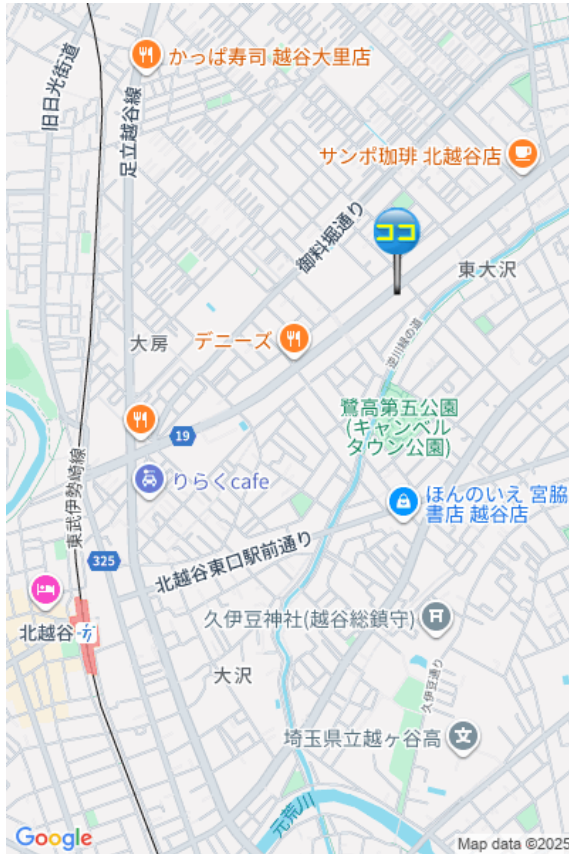 旧日光街道
かっぱ寿司 越谷大里店
足立越谷線
サンポ珈琲 北越谷店
御料堀通り
ココ
東大沢
大房
デニーズ
逆川緑の道
鷺高第五公園
(キャンベル
タウン公園)
19
りらくcafe
東武伊勢崎線
ほんのいえ 宮脇
書店 越谷店
325
北越谷東口駅前通り
北越谷
久伊豆神社(越谷総鎮守)
大沢
久伊豆通り
埼玉県立越ヶ谷高
元荒川
Google
Map data ©2025